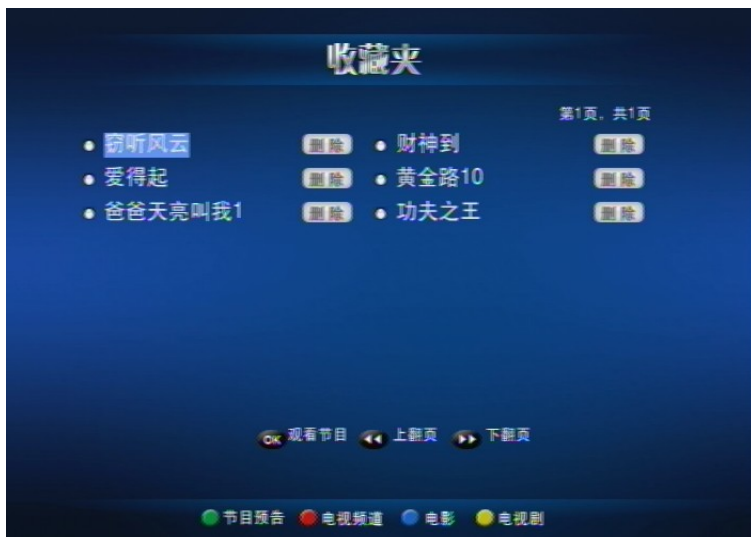 收藏夹
第1页，共1页
窃听风云 删除 财神到 删除
爱得起 删除 黄金路10 删除
爸爸天亮叫我1 删除 功夫之王 删除
OK 观看节目 上翻页 下翻页
节目预告 电视频道 电影 电视剧